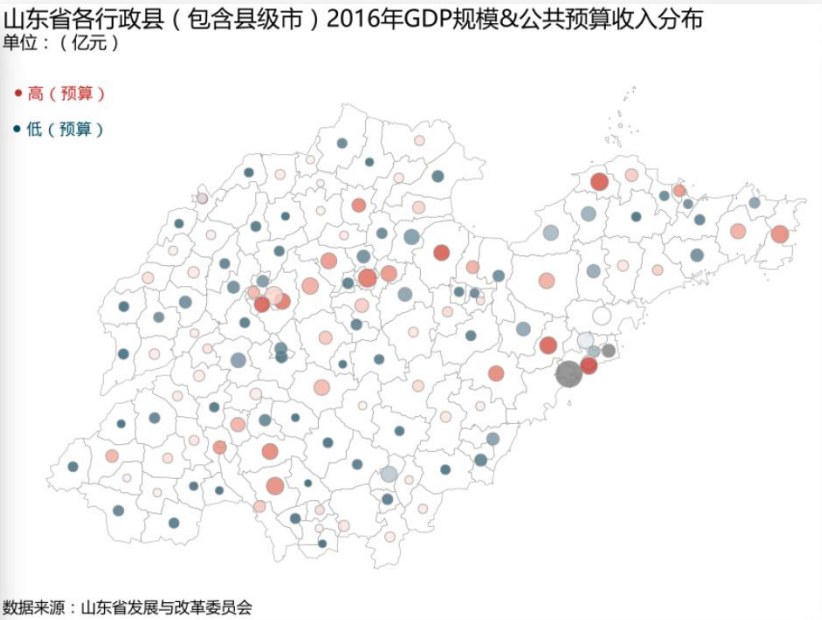 山东省各行政县（包含县级市）2016年GDP规模&公共预算收入分布
单位：（亿元）
高（预算）
低（预算）
数据来源：山东省发展与改革委员会